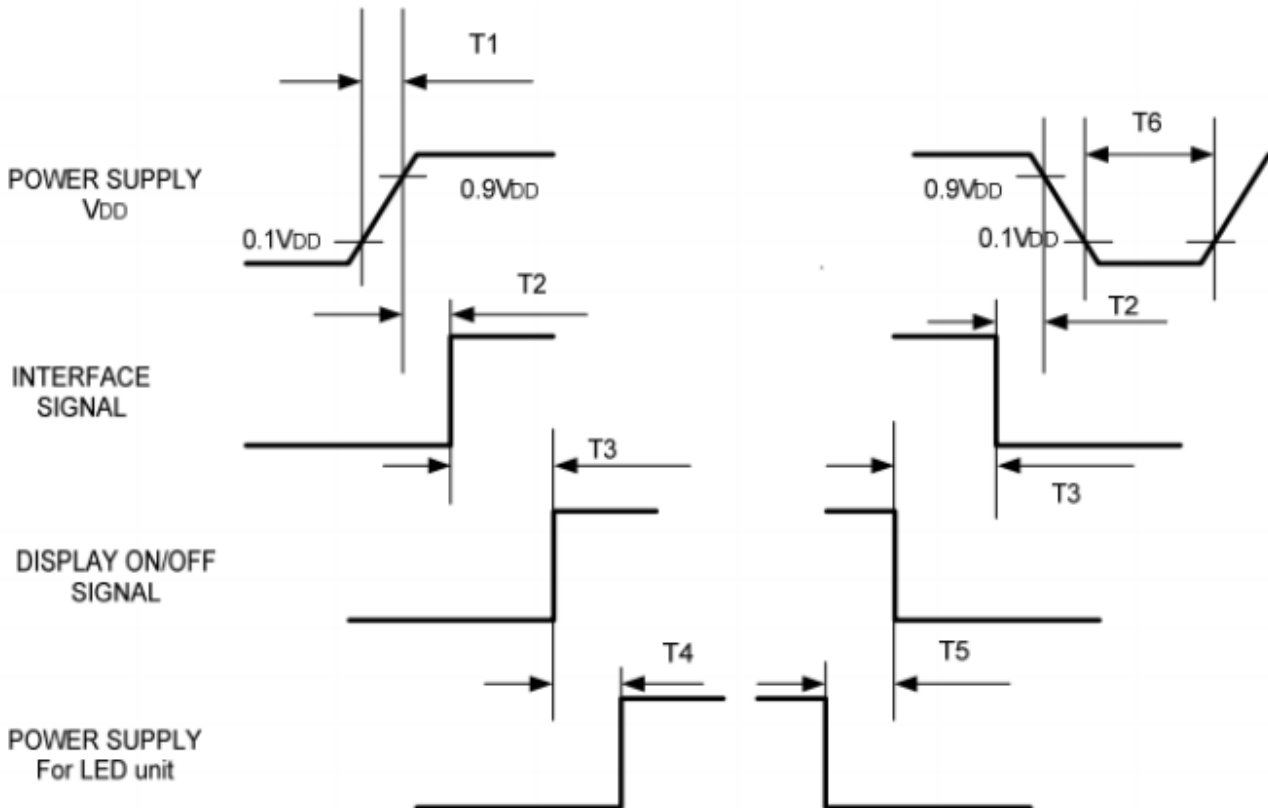 T1
T6
POWER SUPPLY
VDD
0.9VDD
0.9VDD
0.1VDD
0.1VDD
T2
T2
INTERFACE
SIGNAL
T3
T3
DISPLAY ON/OFF
SIGNAL
T4
T5
POWER SUPPLY
For LED unit